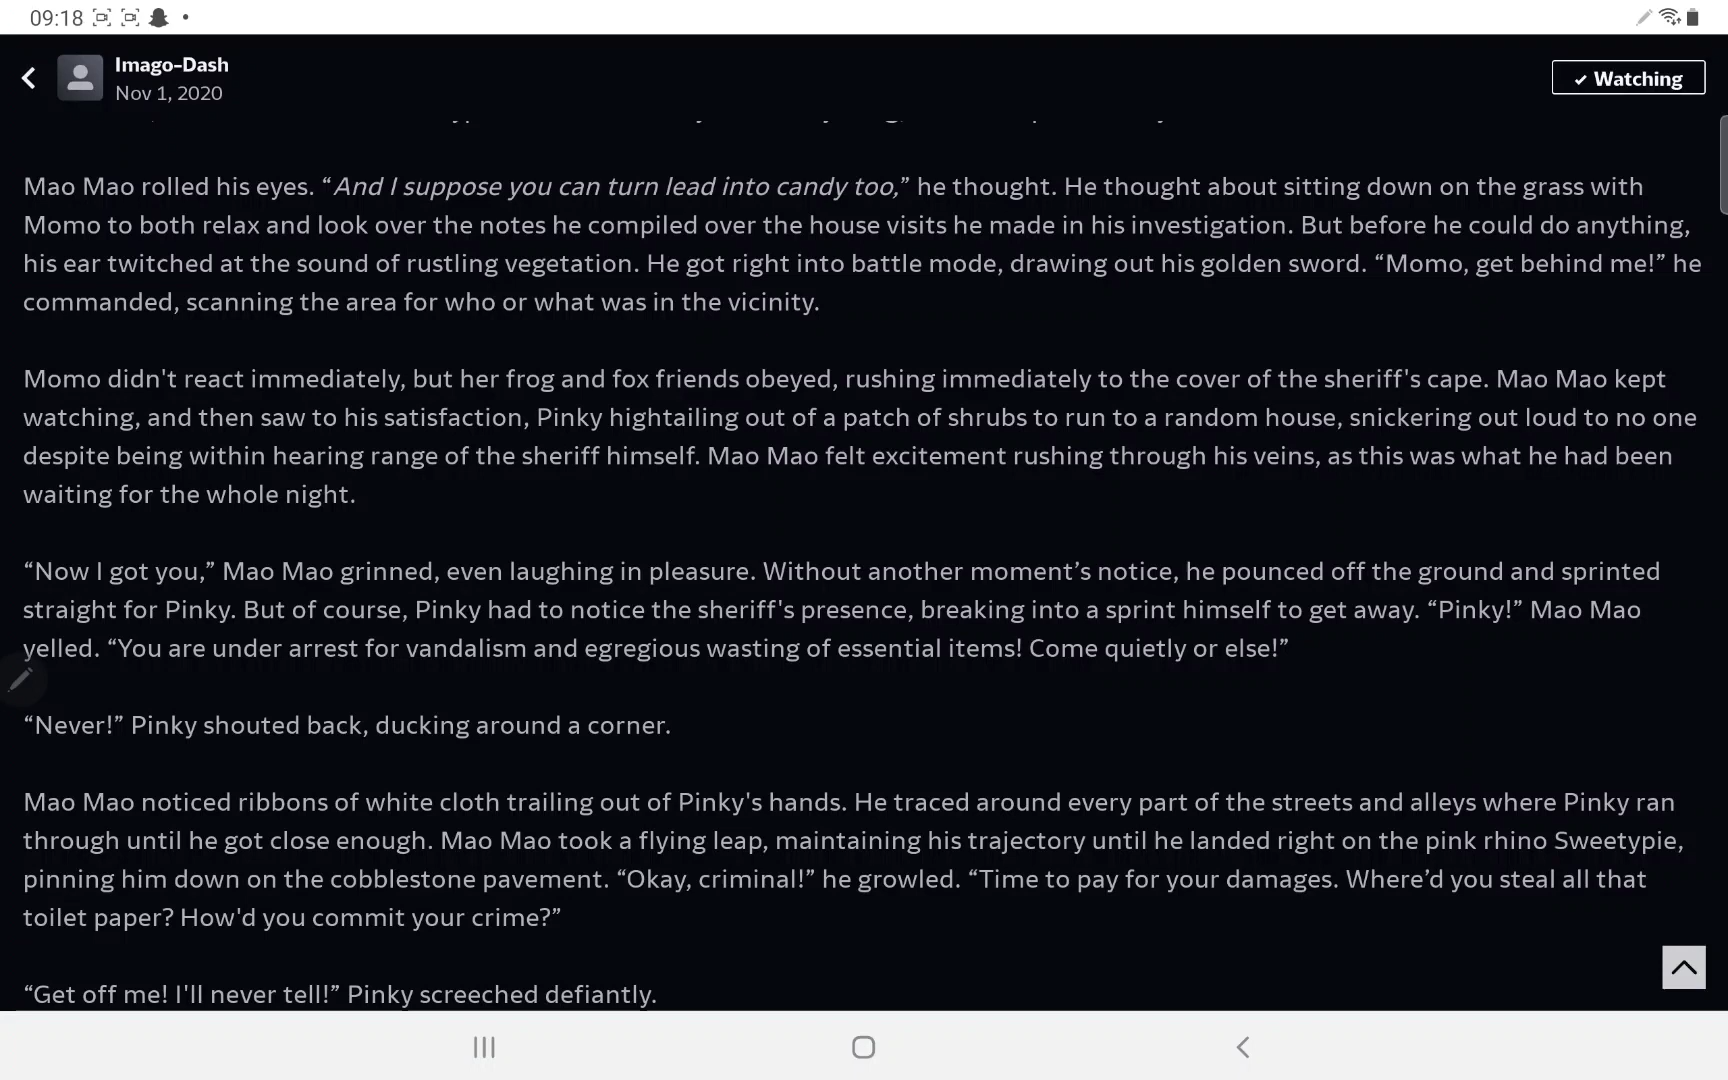 09:18
Imago-Dash
Nov 1, 2020
✓ Watching
Mao Mao rolled his eyes. “And I suppose you can turn lead into candy too,” he thought. He thought about sitting down on the grass with
Momo to both relax and look over the notes he compiled over the house visits he made in his investigation. But before he could do anything,
his ear twitched at the sound of rustling vegetation. He got right into battle mode, drawing out his golden sword. “Momo, get behind me!” he
commanded, scanning the area for who or what was in the vicinity.
Momo didn't react immediately, but her frog and fox friends obeyed, rushing immediately to the cover of the sheriff's cape. Mao Mao kept
watching, and then saw to his satisfaction, Pinky hightailing out of a patch of shrubs to run to a random house, snickering out loud to no one
despite being within hearing range of the sheriff himself. Mao Mao felt excitement rushing through his veins, as this was what he had been
waiting for the whole night.
“Now I got you,” Mao Mao grinned, even laughing in pleasure. Without another moment’s notice, he pounced off the ground and sprinted
straight for Pinky. But of course, Pinky had to notice the sheriff's presence, breaking into a sprint himself to get away. “Pinky!” Mao Mao
yelled. “You are under arrest for vandalism and egregious wasting of essential items! Come quietly or else!”
“Never!” Pinky shouted back, ducking around a corner.
Mao Mao noticed ribbons of white cloth trailing out of Pinky's hands. He traced around every part of the streets and alleys where Pinky ran
through until he got close enough. Mao Mao took a flying leap, maintaining his trajectory until he landed right on the pink rhino Sweetypie,
pinning him down on the cobblestone pavement. “Okay, criminal!” he growled. “Time to pay for your damages. Where’d you steal all that
toilet paper? How'd you commit your crime?”
“Get off me! I'll never tell!” Pinky screeched defiantly.